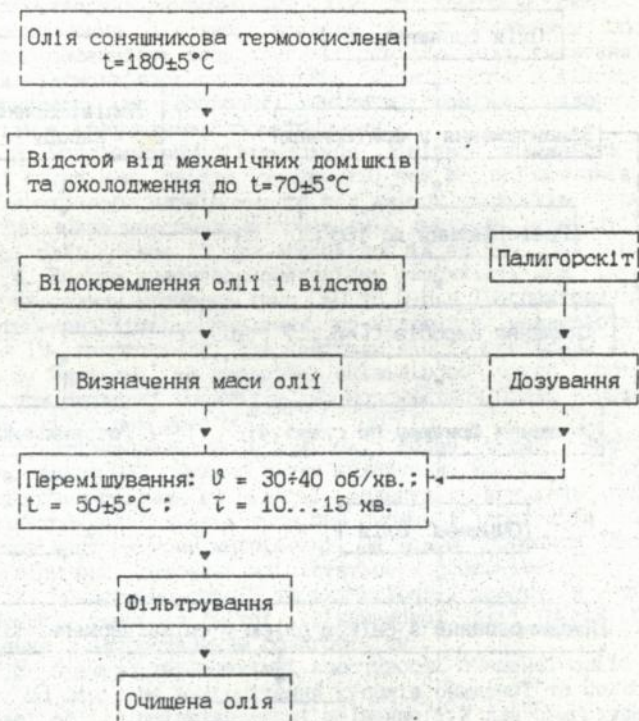 Олія соняшникова термоокислена
t=180±5°C
Відстой від механічних домішків
та охолодження до t=70±5°C
Відокремлення олії і відстою
Палигорскіт
Визначення маси олії
Дозування
Перемішування: ϑ = 30÷40 об/хв.;
t = 50±5°C ; τ = 10...15 хв.
Фільтрування
Очищена олія